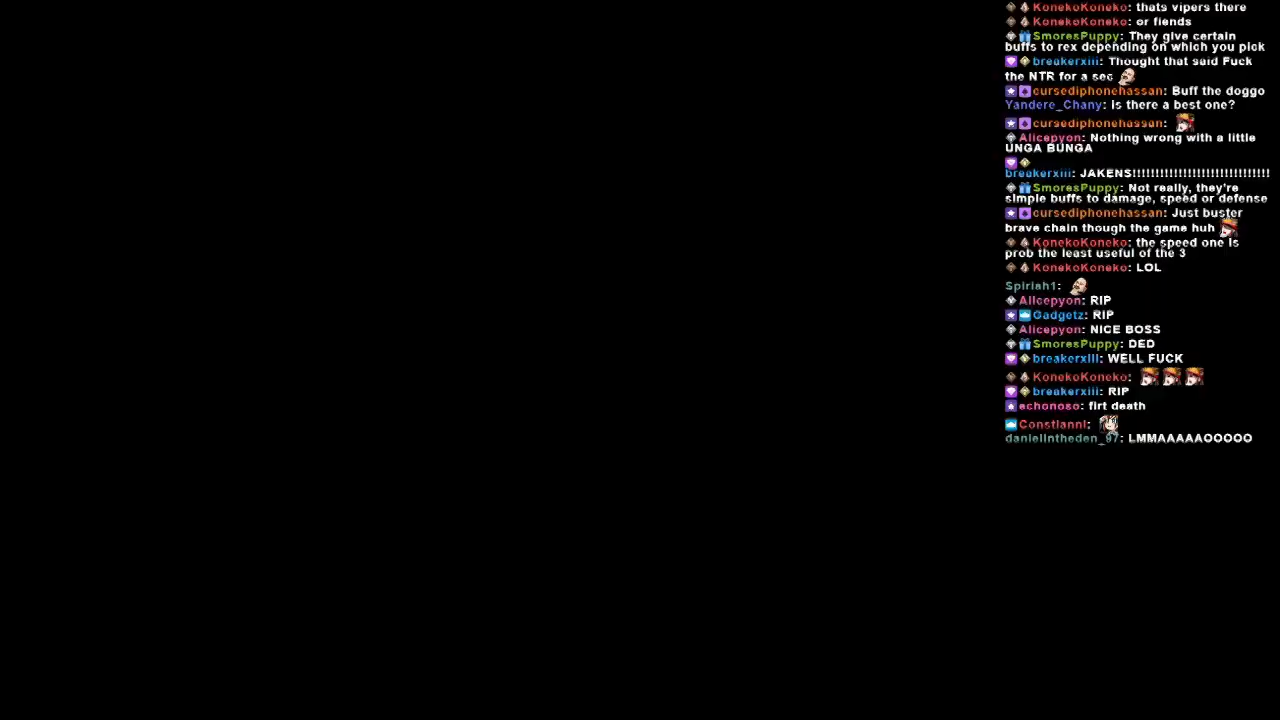 KonekoKoneko: thats vipers there
KonekoKoneko: or fiends
SmoresPuppy: They give certain
buffs to rex depending on which you pick
breakerxiii: Thought that said Fuck
the NTR for a sec
cursediphonehassan: Buff the doggo
Yandere_Chany: is there a best one?
cursediphonehassan:
Alicepyon: Nothing wrong with a little
UNGA BUNGA
breakerxiii: JAKENS!!!!!!!!!!!!!!!!!!!!!!!!!!!!!!
SmoresPuppy: Not really, they're
simple buffs to damage, speed or defense
cursediphonehassan: Just buster
brave chain though the game huh
KonekoKoneko: the speed one is
prob the least useful of the 3
KonekoKoneko: LOL
Spiriah1:
Alicepyon: RIP
Gadgetz: RIP
Alicepyon: NICE BOSS
SmoresPuppy: DED
breakerxiii: WELL FUCK
KonekoKoneko:
breakerxiii: RIP
echonoso: firt death
Constianni:
danielintheden_97: LMMAAAAAOOOOO